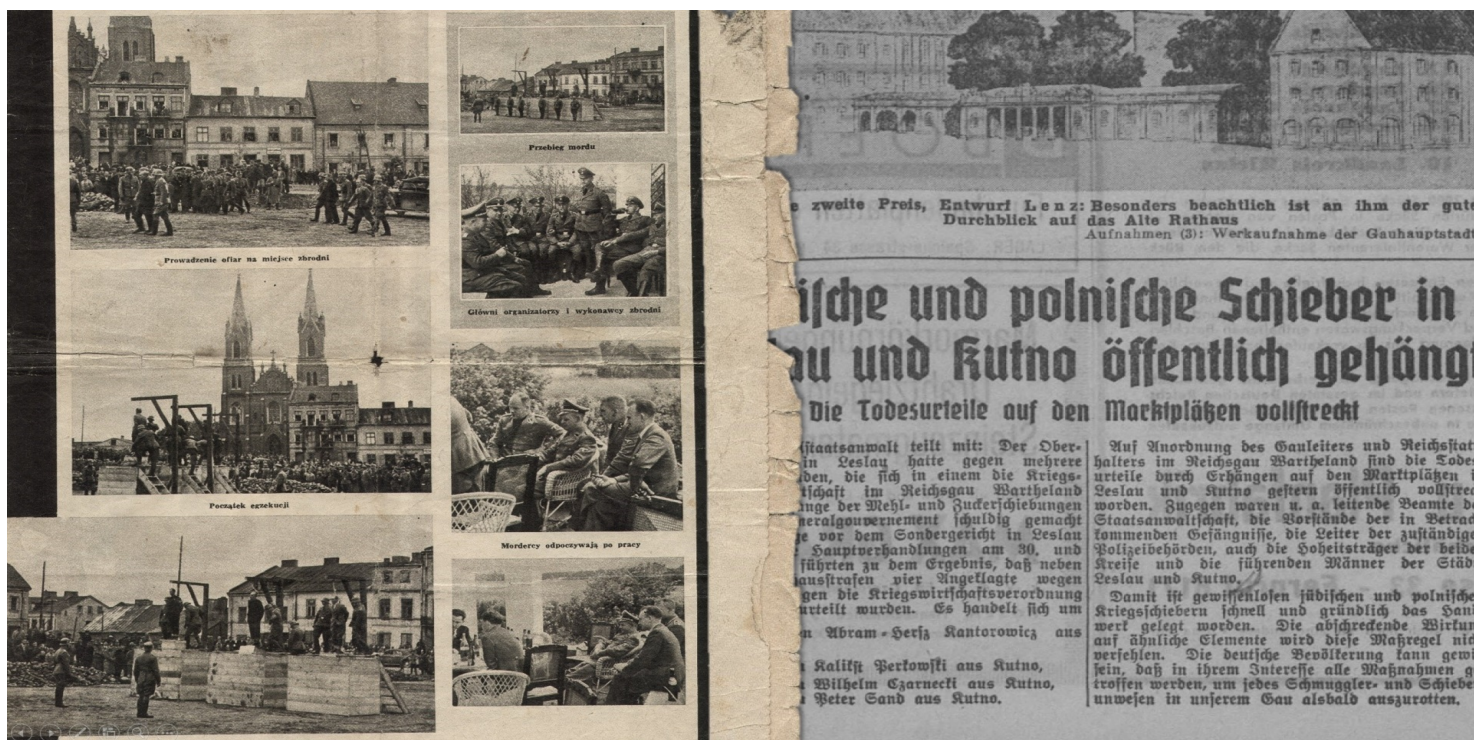 Prowadzenie ofiar na miejsce zbrodni
Początek egzekucji
Przebieg mordu
Główni organizatorzy i wykonawcy zbrodni
Mordercy odpoczywają po pracy
e zweite Preis, Entwurf Lenz: Besonders beachtlich ist an ihm der gute
Durchblick auf das Alte Rathaus
Aufnahmen (3): Werkaufnahme der Gauhauptstadt
ische und polnische Schieber in
au und Kutno öffentlich gehäng
Die Todesurteile auf den Marktplätzen vollstreckt
staatsanwalt teilt mit: Der Ober-
in Leslau hatte gegen mehrere
den, die sich in einem die Kriegs-
tschaft im Reichsgau Wartheland
nge der Mehl- und Zuckerschiebungen
neralgouvernement schuldig gemacht
e vor dem Sondergericht in Leslau
Hauptverhandlungen am 30. und
führten zu dem Ergebnis, daß neben
ausstrafen vier Angeklagte wegen
gen die Kriegswirtschaftsverordnung
urteilt wurden. Es handelt sich um
n Abram-Hersz Kantorowicz aus
Kalikst Perkowski aus Kutno,
Wilhelm Czarnecki aus Kutno,
Peter Sand aus Kutno.
Auf Anordnung des Gauleiters und Reichsstat
halters im Reichsgau Wartheland sind die Todes
urteile durch Erhängen auf den Marktplätzen i
Leslau und Kutno gestern öffentlich vollstrec
worden. Zugegen waren u. a. leitende Beamte de
Staatsanwaltschaft, die Vorstände der in Betrac
kommenden Gefängnisse, die Leiter der zuständige
Polizeibehörden, auch die Hoheitsträger der beide
Kreise und die führenden Männer der Städ
Leslau und Kutno.
Damit ist gewissenlosen jüdischen und polnische
Kriegsschiebern schnell und gründlich das Han
werk gelegt worden. Die abschreckende Wirkun
auf ähnliche Elemente wird diese Maßregel nic
verfehlen. Die deutsche Bevölkerung kann gewi
sein, daß in ihrem Interesse alle Maßnahmen g
troffen werden, um jedes Schmuggler- und Schieber
unwesen in unserem Gau alsbald auszurotten.